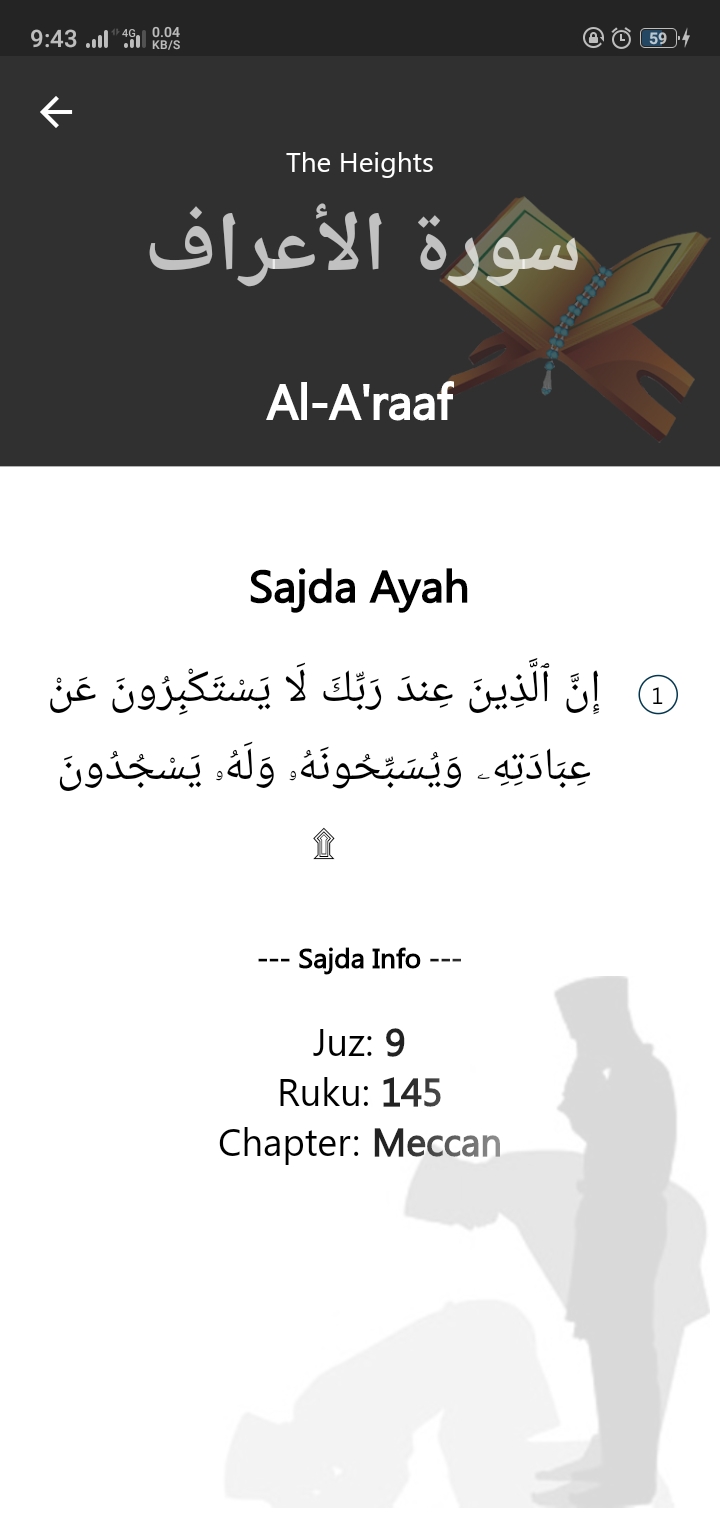 9:43 4G 0.04 KB/S 59
The Heights
سورة الأعراف
Al-A'raaf
Sajda Ayah
1 إِنَّ ٱلَّذِينَ عِندَ رَبِّكَ لَا يَسْتَكْبِرُونَ عَنْ
عِبَادَتِهِۦ وَيُسَبِّحُونَهُۥ وَلَهُۥ يَسْجُدُونَ
۩
--- Sajda Info ---
Juz: 9
Ruku: 145
Chapter: Meccan